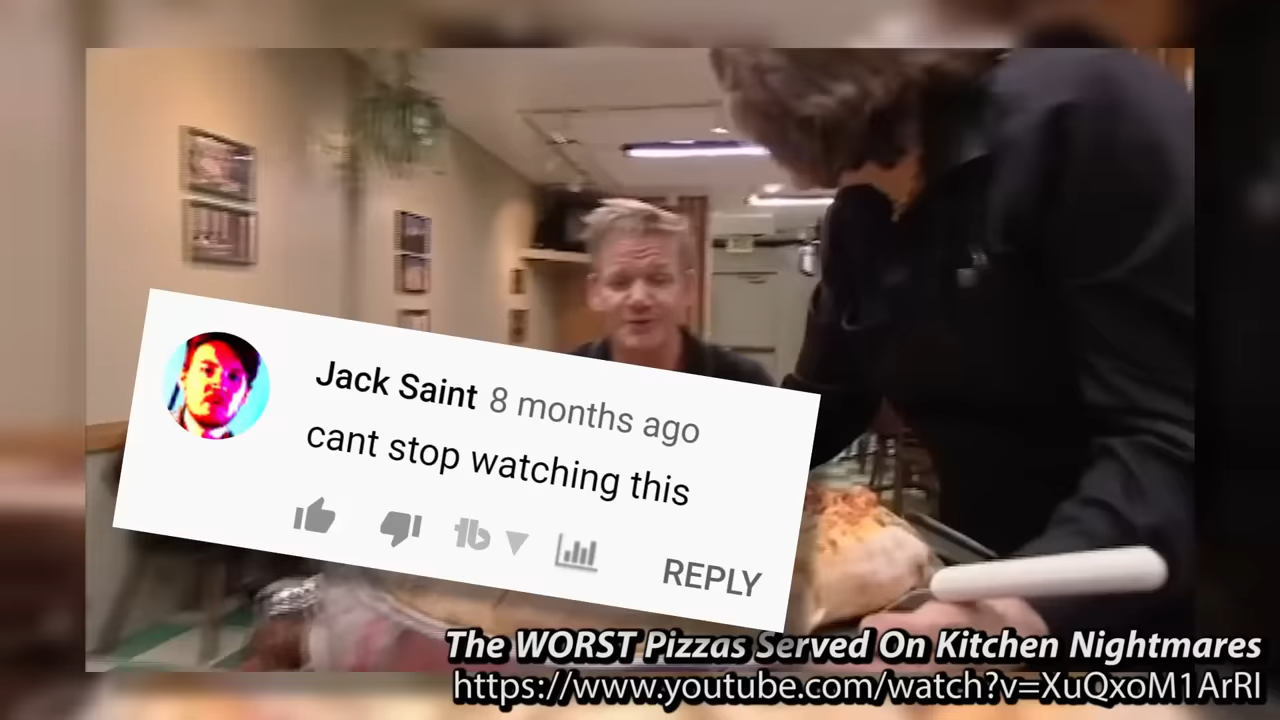 Jack Saint 8 months ago
cant stop watching this
REPLY
The WORST Pizzas Served On Kitchen Nightmares
https://www.youtube.com/watch?v=XuQxoM1ArRI